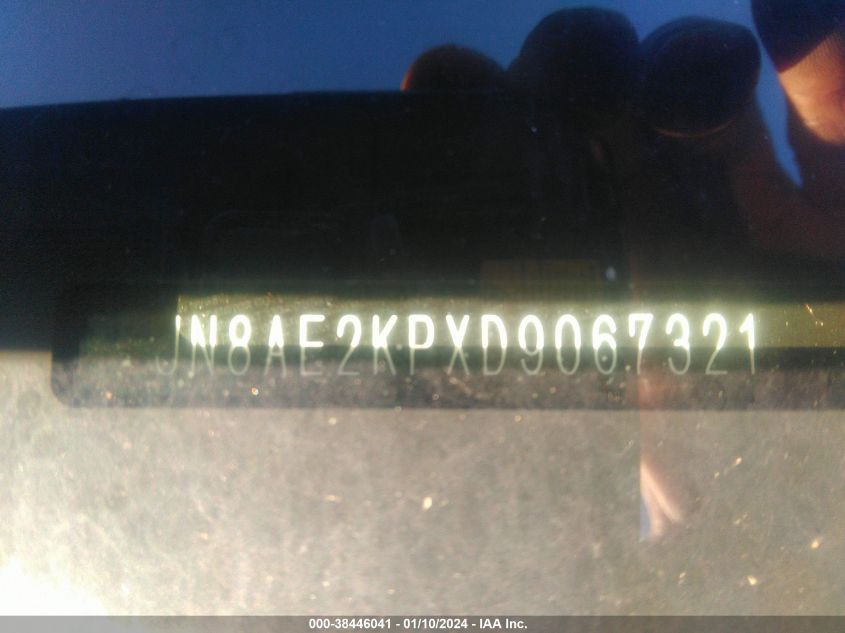 JN8AE2KPXD9067321
000-38446041 - 01/10/2024 - IAA Inc.